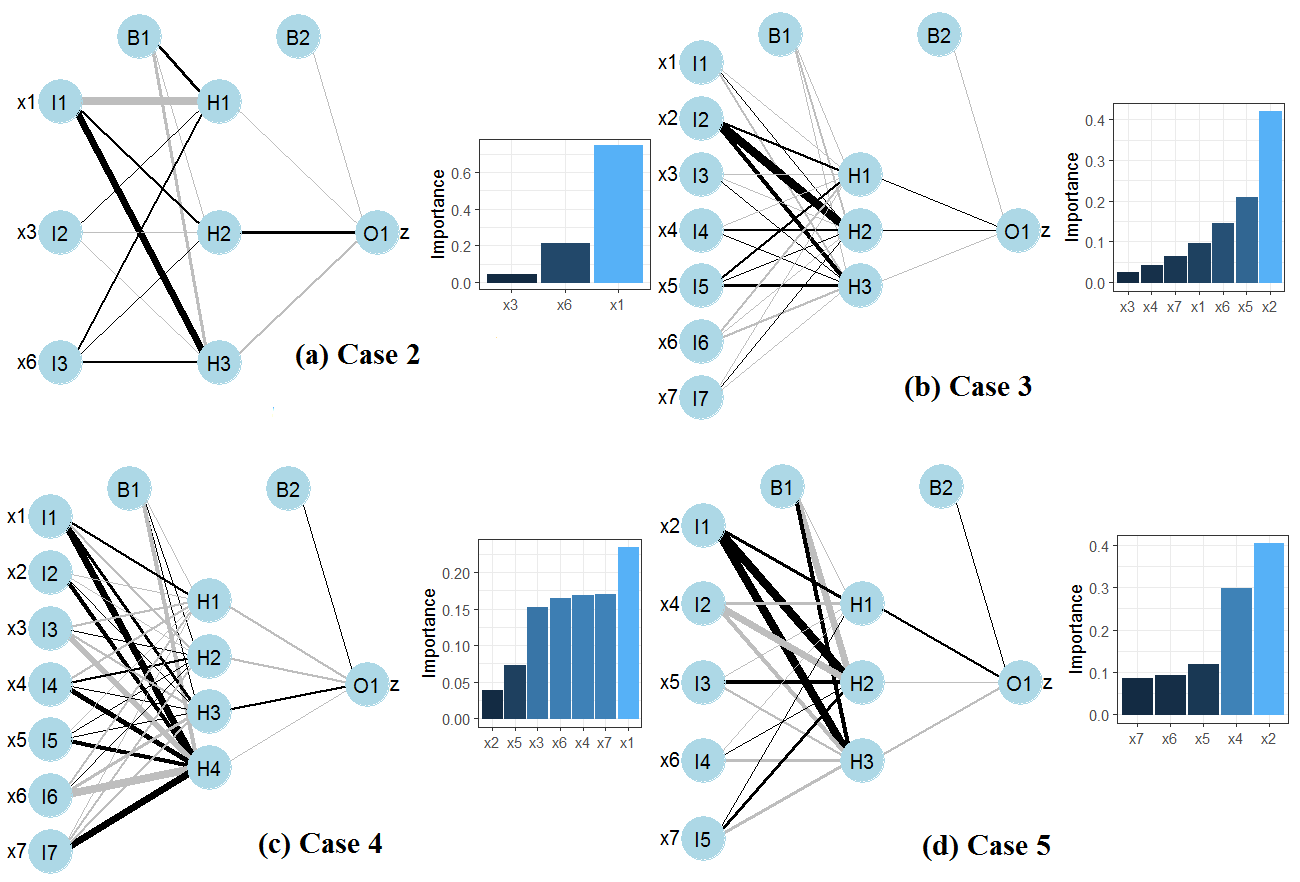 B1
B2
x1 I1
H1
x3 I2
H2
O1 z
x6 I3
H3
Importance
0.6
0.4
0.2
0.0
x3 x6 x1
(a) Case 2
B1
B2
x1 I1
x2 I2
x3 I3
H1
x4 I4
H2
O1 z
x5 I5
H3
x6 I6
x7 I7
Importance
0.4
0.3
0.2
0.1
0.0
x3 x4 x7 x1 x6 x5 x2
(b) Case 3
B1
B2
x1 I1
x2 I2
H1
x3 I3
H2
x4 I4
O1 z
H3
x5 I5
H4
x6 I6
x7 I7
Importance
0.20
0.15
0.10
0.05
0.00
x2 x5 x3 x6 x4 x7 x1
(c) Case 4
B1
B2
x2 I1
x4 I2
H1
x5 I3
H2
O1 z
x6 I4
H3
x7 I5
Importance
0.4
0.3
0.2
0.1
0.0
x7 x6 x5 x4 x2
(d) Case 5